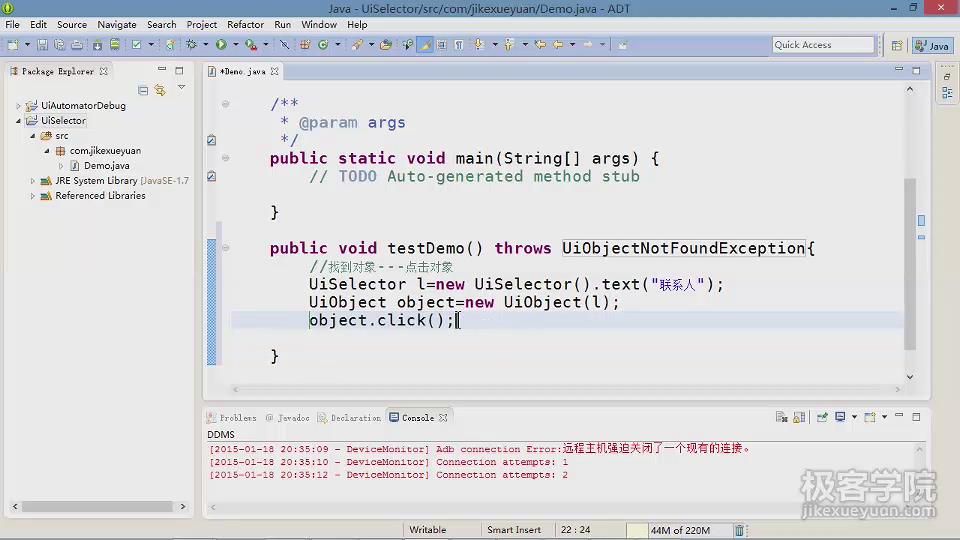 Java - UiSelector/src/com/jikexueyuan/Demo.java - ADT
File Edit Source Navigate Search Project Refactor Run Window Help
Quick Access
Java
Package Explorer
*Demo.java
UiAutomatorDebug
UiSelector
src
com.jikexueyuan
Demo.java
JRE System Library [JavaSE-1.7
Referenced Libraries
/**
* @param args
*/
public static void main(String[] args) {
// TODO Auto-generated method stub
}
public void testDemo() throws UiObjectNotFoundException{
//找到对象---点击对象
UiSelector l=new UiSelector().text("联系人");
UiObject object=new UiObject(l);
object.click();
}
Problems @ Javadoc Declaration Console
DDMS
[2015-01-18 20:35:09 - DeviceMonitor] Adb connection Error:远程主机强迫关闭了一个现有的连接。
[2015-01-18 20:35:10 - DeviceMonitor] Connection attempts: 1
[2015-01-18 20:35:12 - DeviceMonitor] Connection attempts: 2
极客学院
jikexueyuan.com
Writable Smart Insert 22 : 24 44M of 220M